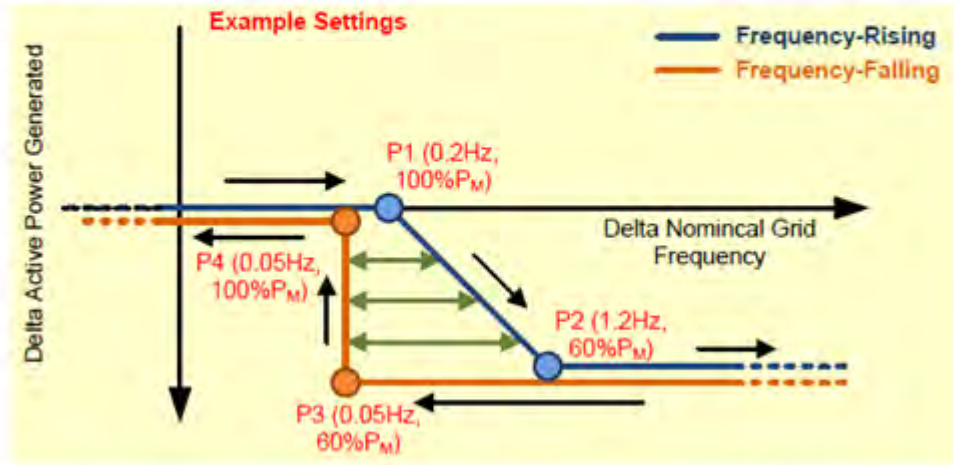 Example Settings
Frequency-Rising
Frequency-Falling
Delta Active Power Generated
P1 (0.2Hz,
100%PM)
Delta Nomincal Grid
Frequency
P4 (0.05Hz,
100%PM)
P2 (1.2Hz,
60%PM)
P3 (0.05Hz,
60%PM)